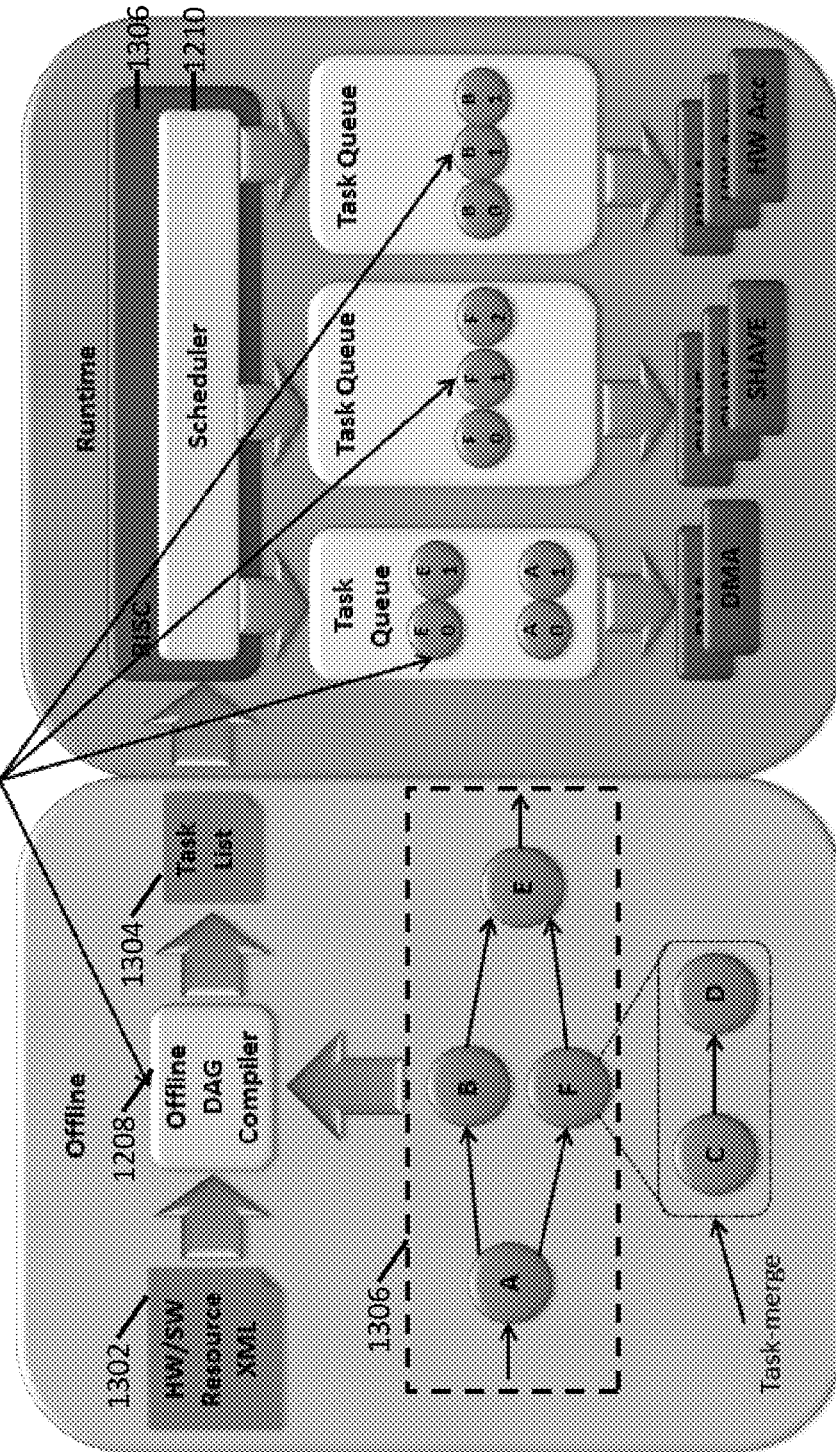 Offline
1302
HW/SW
Resource
XML
1208
Offline
DAG
Compiler
1304
Task
List
1306
A
B
F
E
C
D
Task-merge
Runtime
1306
1210
RISC
Scheduler
Task
Queue
E
0
E
1
A
0
A
1
DMA
Task Queue
F
0
F
1
F
2
SHAVE
Task Queue
B
0
B
1
B
HW Acc